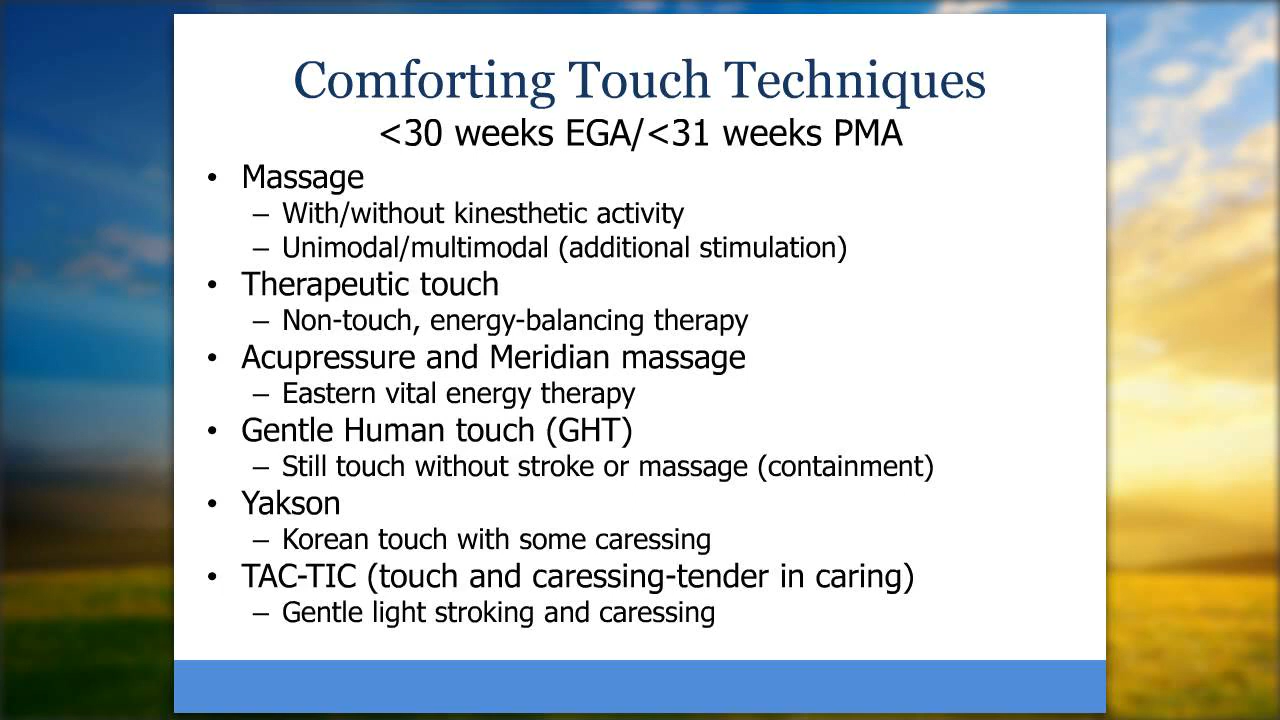 Comforting Touch Techniques
<30 weeks EGA/<31 weeks PMA
• Massage
– With/without kinesthetic activity
– Unimodal/multimodal (additional stimulation)
• Therapeutic touch
– Non-touch, energy-balancing therapy
• Acupressure and Meridian massage
– Eastern vital energy therapy
• Gentle Human touch (GHT)
– Still touch without stroke or massage (containment)
• Yakson
– Korean touch with some caressing
• TAC-TIC (touch and caressing-tender in caring)
– Gentle light stroking and caressing